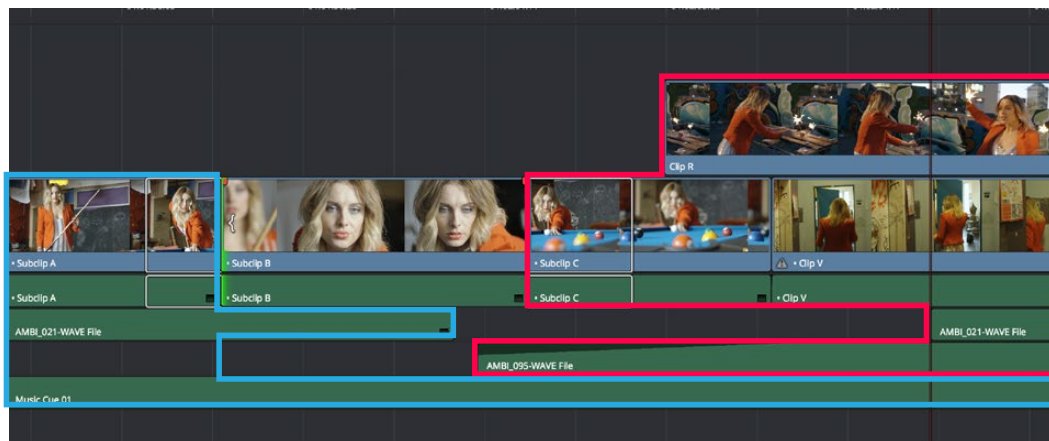 Clip R
• Subclip A
• Subclip B
• Subclip C
• Clip V
• Subclip A
• Subclip B
• Subclip C
• Clip V
AMBI_021-WAVE File
AMBI_021-WAVE File
AMBI_095-WAVE File
Music Cue 01